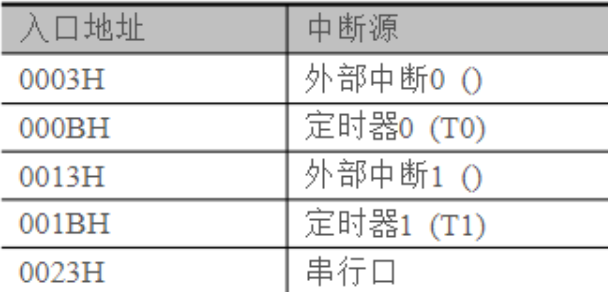 入口地址 中断源
0003H 外部中断0 ()
000BH 定时器0 (T0)
0013H 外部中断1 ()
001BH 定时器1 (T1)
0023H 串行口